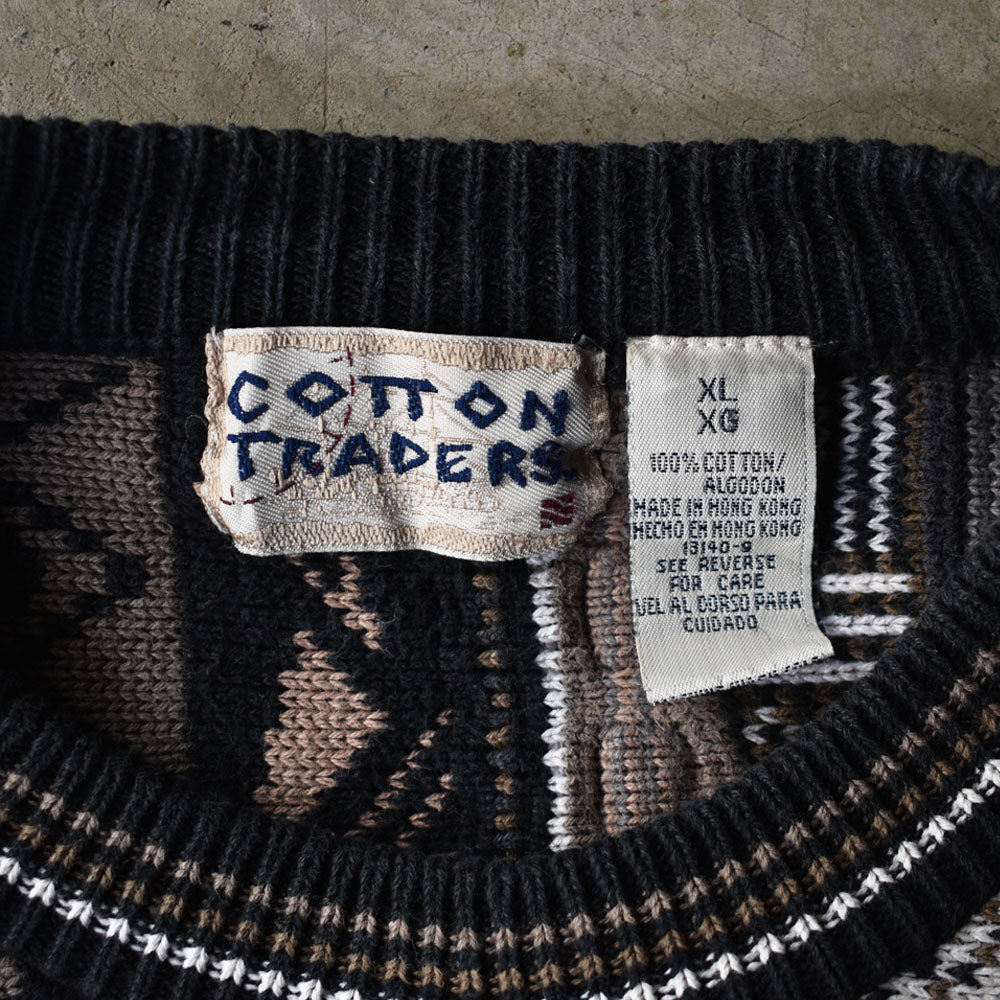 COTTON
TRADERS.
XL
XG
100% COTTON/
ALGODON
MADE IN HONG KONG
HECHO EN HONG KONG
13140-9
SEE REVERSE
FOR CARE
VEL AL DORSO PARA
CUIDADO